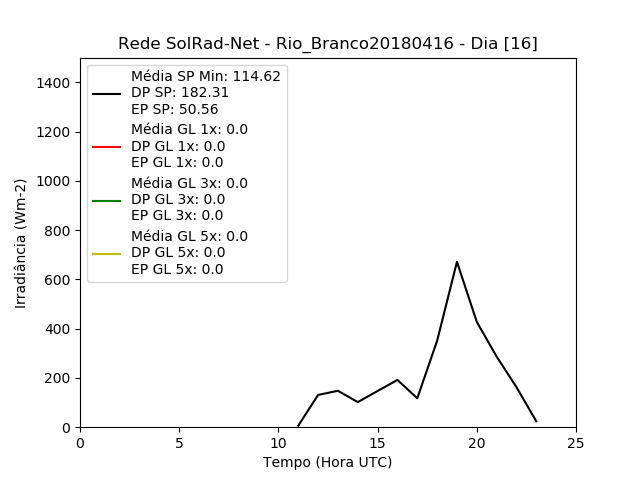 Rede SolRad-Net - Rio_Branco20180416 - Dia [16]
Média SP Min: 114.62
DP SP: 182.31
EP SP: 50.56
Média GL 1x: 0.0
DP GL 1x: 0.0
EP GL 1x: 0.0
Média GL 3x: 0.0
DP GL 3x: 0.0
EP GL 3x: 0.0
Média GL 5x: 0.0
DP GL 5x: 0.0
EP GL 5x: 0.0
Irradiância (Wm-2)
1400
1200
1000
800
600
400
200
0
0 5 10 15 20 25
Tempo (Hora UTC)